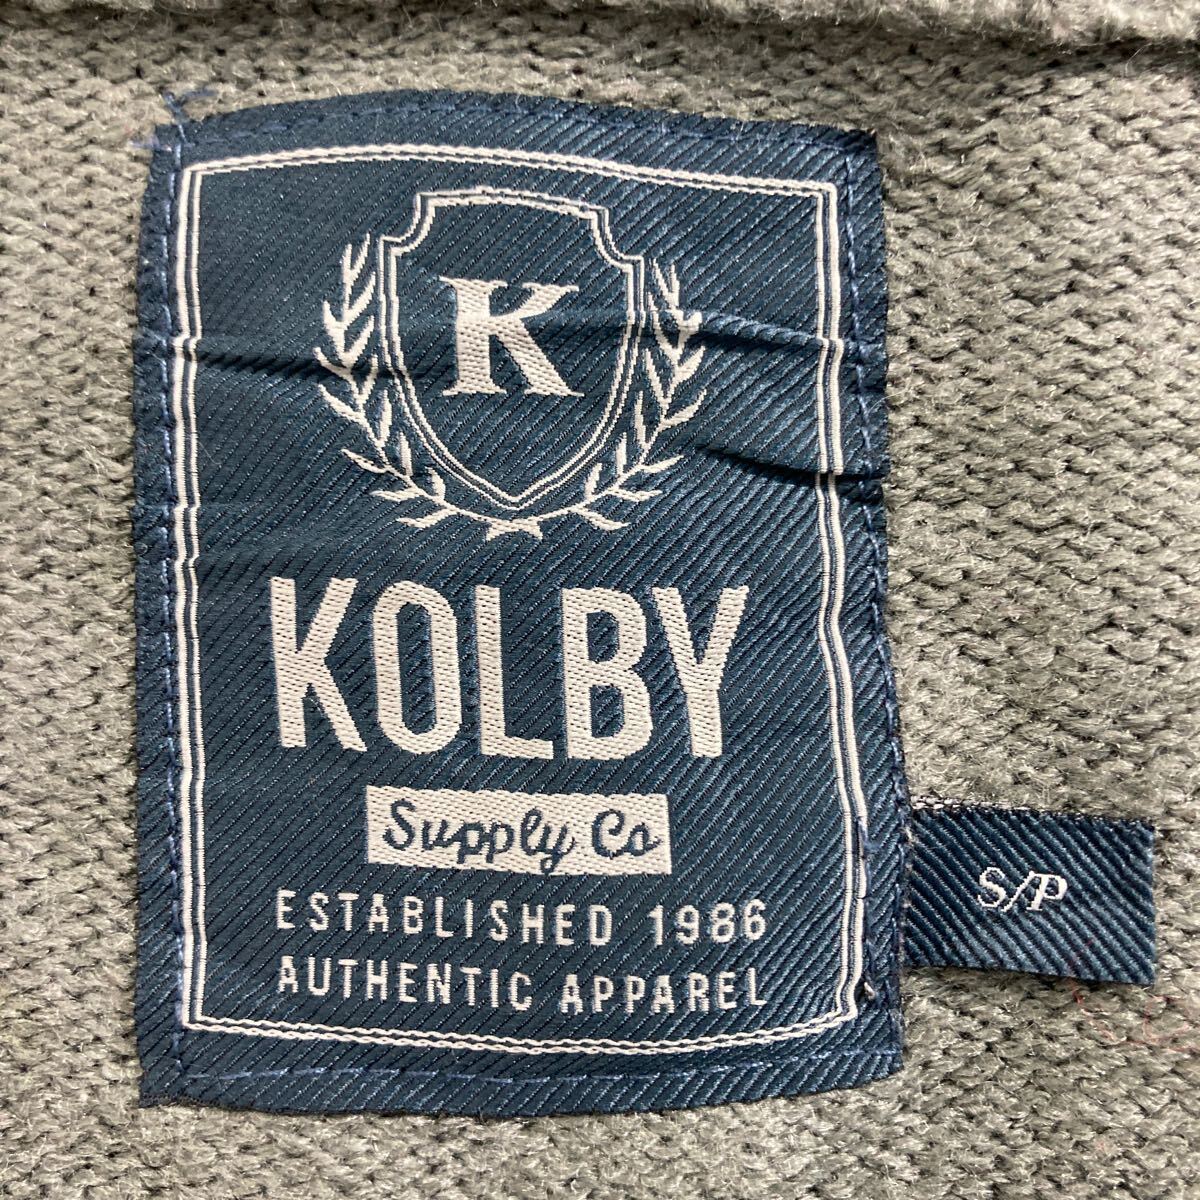 K
KOLBY
Supply Co
ESTABLISHED 1986
AUTHENTIC APPAREL
S/P